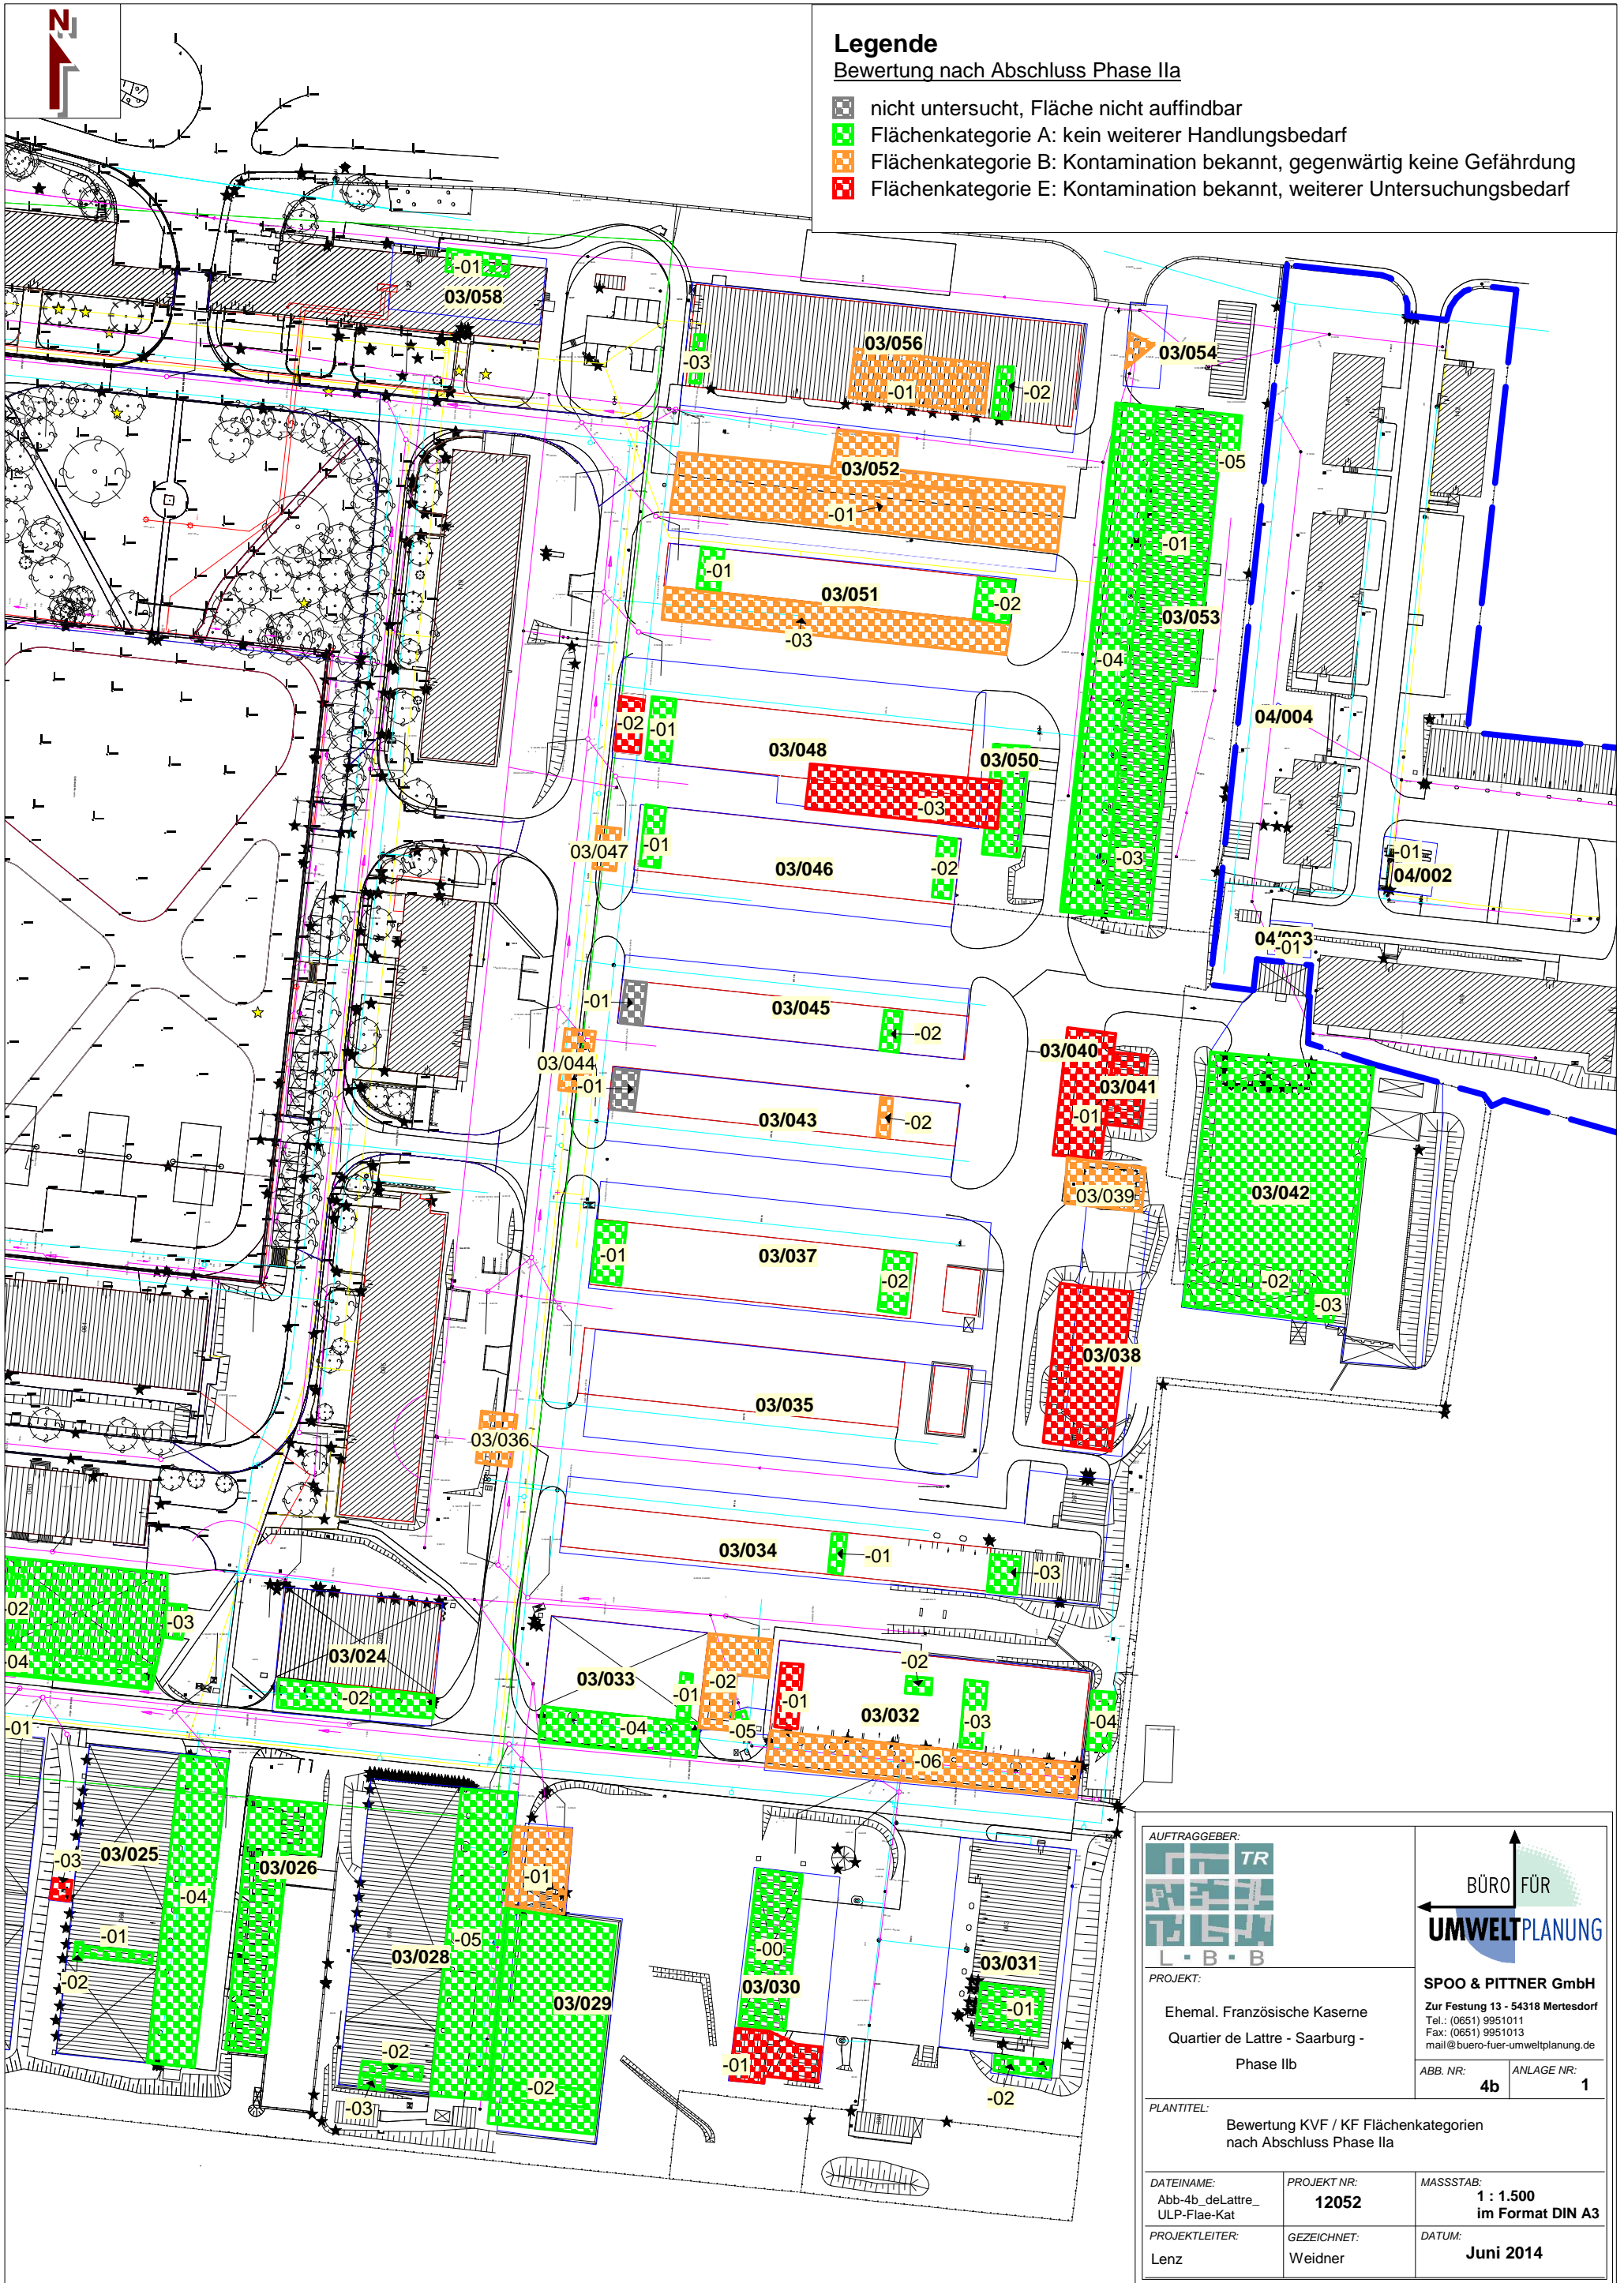 N
Legende
Bewertung nach Abschluss Phase IIa
nicht untersucht, Fläche nicht auffindbar
Flächenkategorie A: kein weiterer Handlungsbedarf
Flächenkategorie B: Kontamination bekannt, gegenwärtig keine Gefährdung
Flächenkategorie E: Kontamination bekannt, weiterer Untersuchungsbedarf
-01
03/058
03/056
-03
-01
-02
03/054
03/052
-01
-05
-01
03/053
-04
-03
-01
03/051
-02
-03
04/004
-02
-01
03/048
03/050
-03
03/047
-01
03/046
-02
-01
04/002
04/003
-01
-01
03/045
-02
03/044
-01
03/043
-02
03/040
03/041
-01
03/039
03/042
-02
-03
-01
03/037
-02
03/038
03/035
03/036
03/034
-01
-03
-02
-03
-04
03/024
-02
03/033
-01
-02
-04
-05
-01
-02
03/032
-03
-04
-06
-01
03/025
-03
-04
-01
-02
03/026
03/028
-05
-02
-03
-01
03/029
-02
-00
03/030
-01
03/031
-01
-02
AUFTRAGGEBER:
TR
L · B · B
BÜRO FÜR
UMWELTPLANUNG
SPOO & PITTNER GmbH
Zur Festung 13 - 54318 Mertesdorf
Tel.: (0651) 9951011
Fax: (0651) 9951013
mail@buero-fuer-umweltplanung.de
PROJEKT:
Ehemal. Französische Kaserne
Quartier de Lattre - Saarburg -
Phase IIb
ABB. NR:
4b
ANLAGE NR:
1
PLANTITEL:
Bewertung KVF / KF Flächenkategorien
nach Abschluss Phase IIa
DATEINAME:
Abb-4b_deLattre_
ULP-Flae-Kat
PROJEKT NR:
12052
MASSSTAB:
1 : 1.500
im Format DIN A3
PROJEKTLEITER:
Lenz
GEZEICHNET:
Weidner
DATUM:
Juni 2014